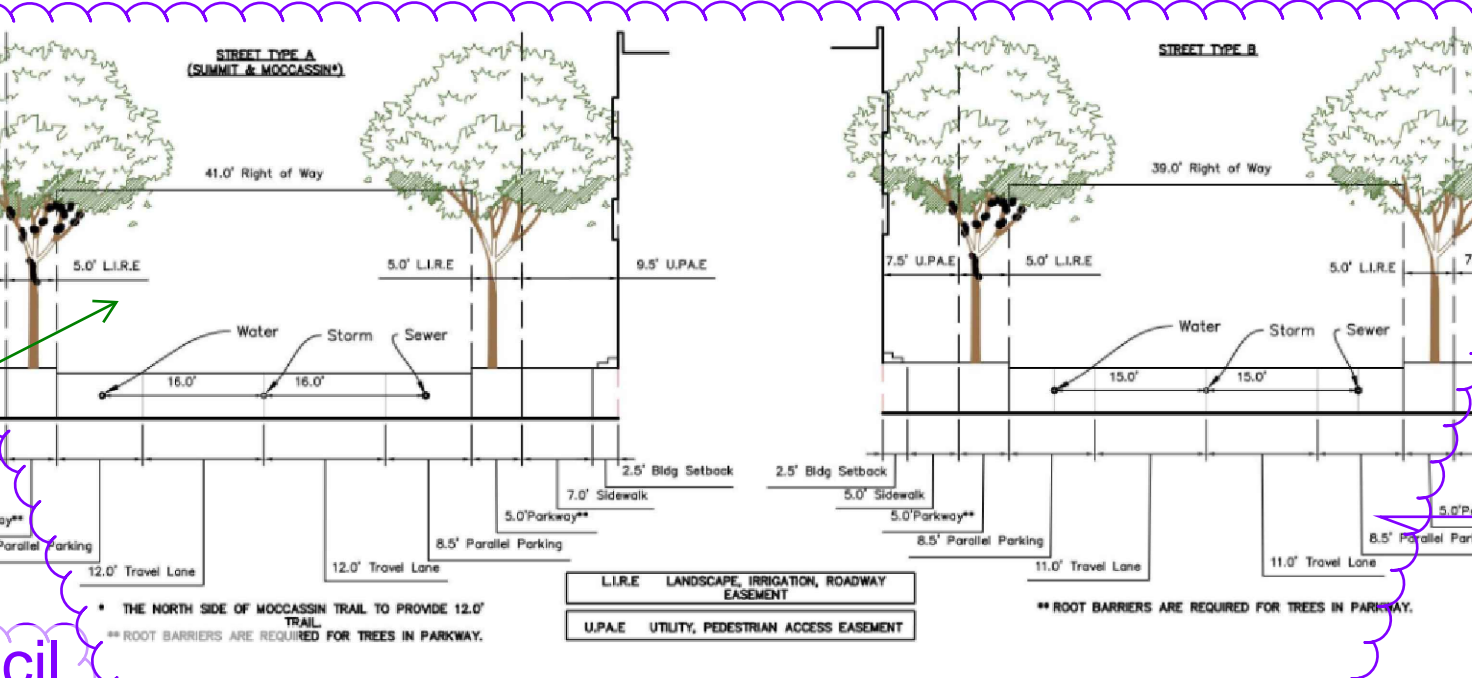 STREET TYPE A
(SUMMIT & MOCCASSIN*)
41.0' Right of Way
5.0' L.I.R.E
5.0' L.I.R.E
9.5' U.P.A.E
Water
Storm
Sewer
16.0'
16.0'
2.5' Bldg Setback
7.0' Sidewalk
5.0'Parkway**
8.5' Parallel Parking
12.0' Travel Lane
12.0' Travel Lane
Parallel Parking
* THE NORTH SIDE OF MOCCASSIN TRAIL TO PROVIDE 12.0'
TRAIL.
** ROOT BARRIERS ARE REQUIRED FOR TREES IN PARKWAY.
L.I.R.E LANDSCAPE, IRRIGATION, ROADWAY
EASEMENT
U.P.A.E UTILITY, PEDESTRIAN ACCESS EASEMENT
STREET TYPE B
39.0' Right of Way
7.5' U.P.A.E
5.0' L.I.R.E
5.0' L.I.R.E
Water
Storm
Sewer
15.0'
15.0'
2.5' Bldg Setback
5.0' Sidewalk
5.0'Parkway**
8.5' Parallel Parking
11.0' Travel Lane
11.0' Travel Lane
8.5' Parallel
** ROOT BARRIERS ARE REQUIRED FOR TREES IN PARKWAY.
cil